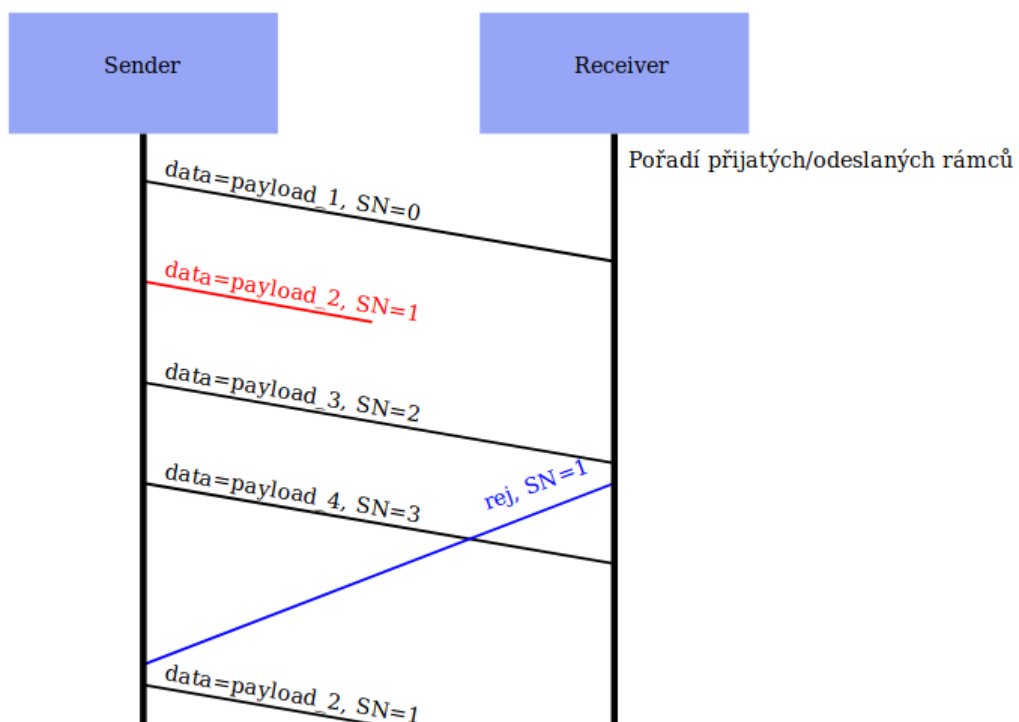 Sender
Receiver
Pořadí přijatých/odeslaných rámců
data=payload_1, SN=0
data=payload_2, SN=1
data=payload_3, SN=2
rej, SN=1
data=payload_4, SN=3
data=payload_2, SN=1